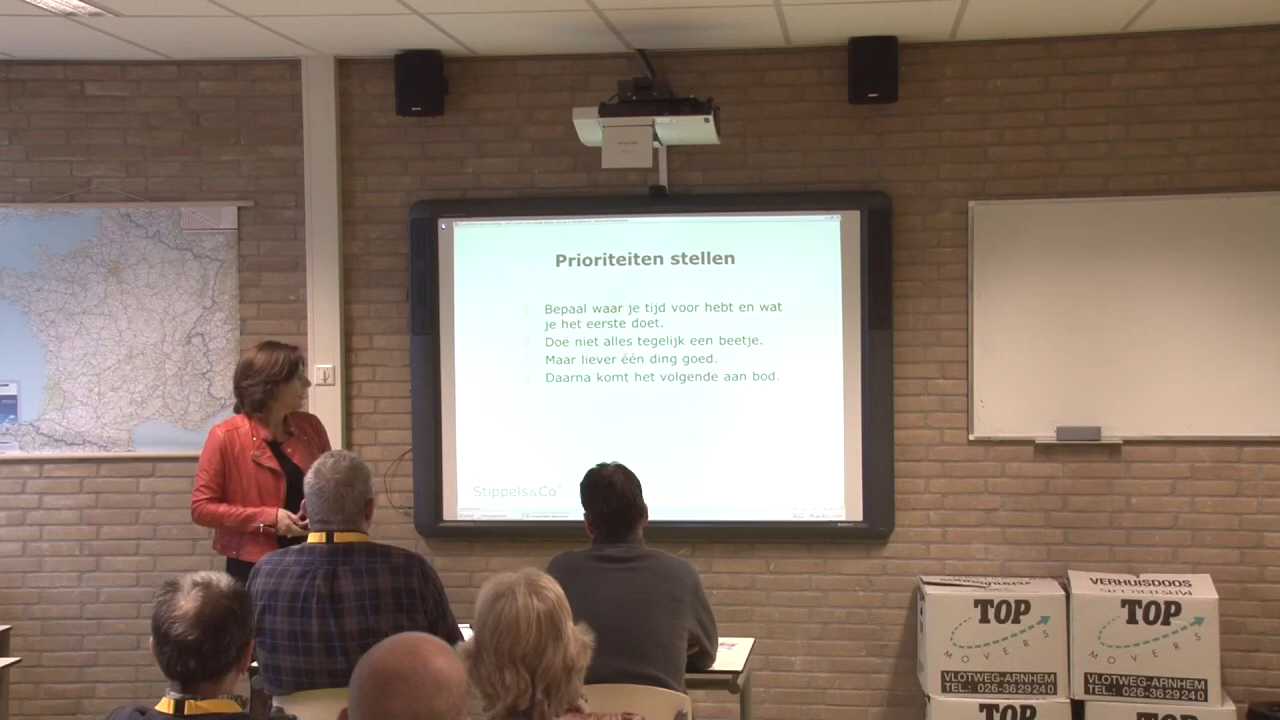 Prioriteiten stellen
Bepaal waar je tijd voor hebt en wat
je het eerste doet.
Doe niet alles tegelijk een beetje.
Maar liever één ding goed.
Daarna komt het volgende aan bod.
Stippels&Co
TOP
MOVERS
VLOTWEG-ARNHEM
TEL.: 026-3629240
VERHUISDOOS
TOP
MOVERS
VLOTWEG-ARNHEM
TEL.: 026-3629240
TOP
TOP